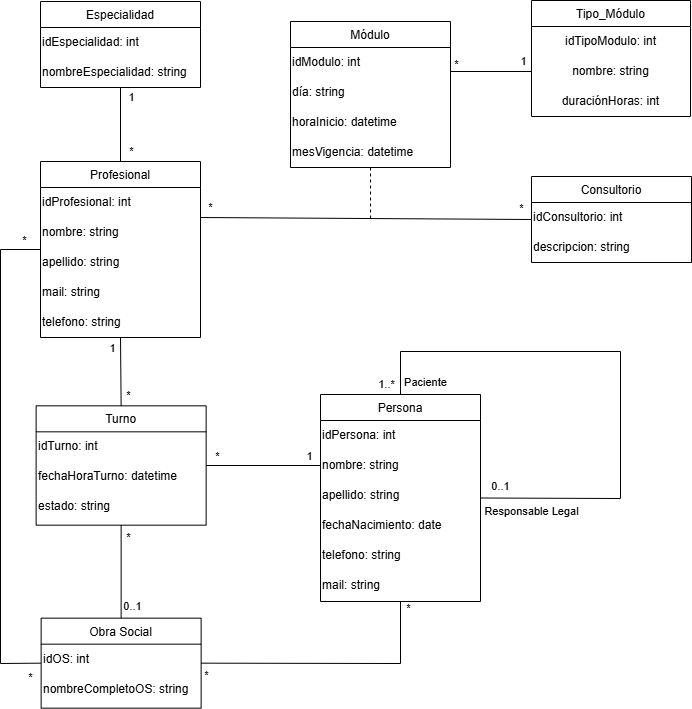 Especialidad
idEspecialidad: int
nombreEspecialidad: string
1
*
Módulo
idModulo: int
día: string
horaInicio: datetime
mesVigencia: datetime
*
1
Tipo_Módulo
idTipoModulo: int
nombre: string
duraciónHoras: int
Profesional
idProfesional: int
nombre: string
apellido: string
mail: string
telefono: string
*
*
*
Consultorio
idConsultorio: int
descripcion: string
1
*
Turno
idTurno: int
fechaHoraTurno: datetime
estado: string
*
1
1..*
Paciente
Persona
idPersona: int
nombre: string
apellido: string
fechaNacimiento: date
telefono: string
mail: string
0..1
Responsable Legal
*
0..1
Obra Social
idOS: int
nombreCompletoOS: string
*
*
*